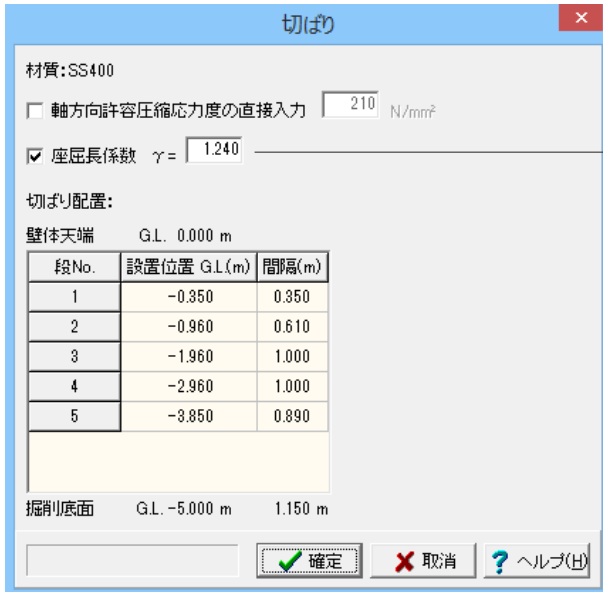 切ばり
材質:SS400
軸方向許容圧縮応力度の直接入力 210 N/mm²
座屈長係数 γ= 1.240
切ばり配置:
壁体天端 G.L. 0.000 m
段No. 設置位置 G.L(m) 間隔(m)
1 -0.350 0.350
2 -0.960 0.610
3 -1.960 1.000
4 -2.960 1.000
5 -3.850 0.890
掘削底面 G.L. -5.000 m 1.150 m
確定 取消 ヘルプ(H)